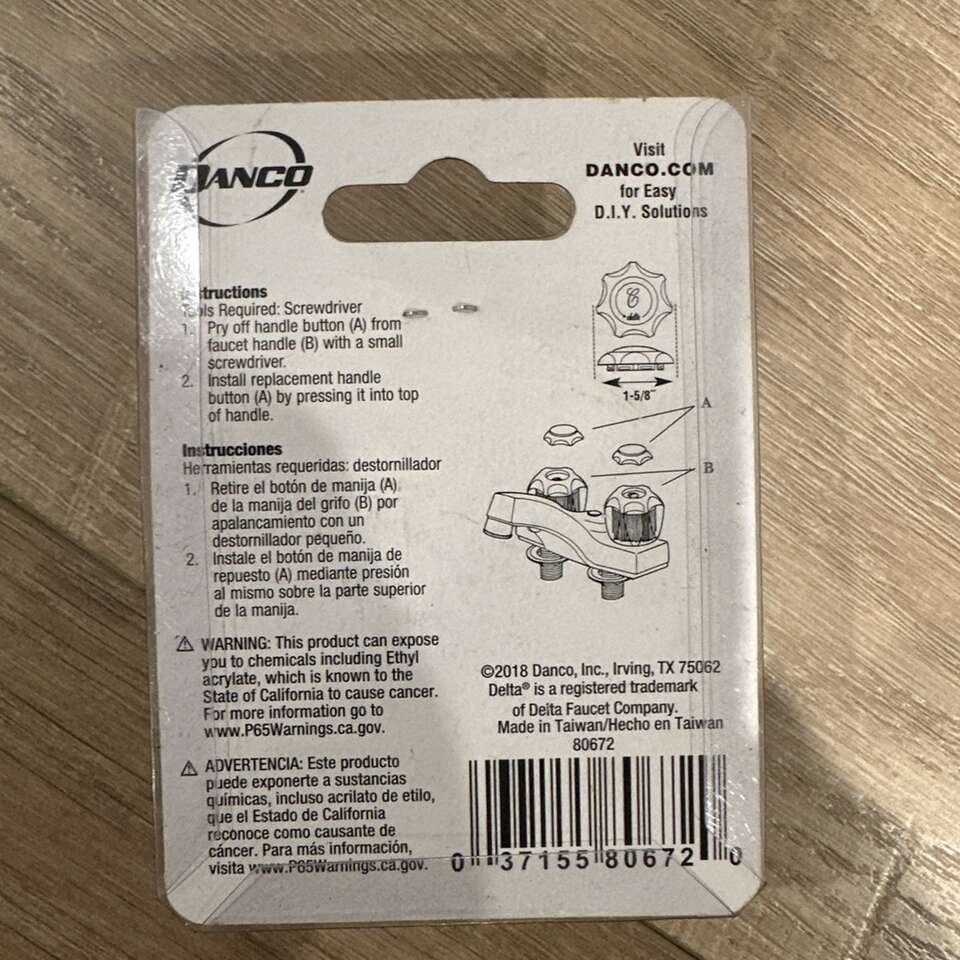 DANCO
Visit
DANCO.COM
for Easy
D.I.Y. Solutions
Instructions
Tools Required: Screwdriver
1. Pry off handle button (A) from
faucet handle (B) with a small
screwdriver.
2. Install replacement handle
button (A) by pressing it into top
of handle.
Instrucciones
Herramientas requeridas: destornillador
1. Retire el botón de manija (A)
de la manija del grifo (B) por
apalancamiento con un
destornillador pequeño.
2. Instale el botón de manija de
repuesto (A) mediante presión
al mismo sobre la parte superior
de la manija.
⚠ WARNING: This product can expose
you to chemicals including Ethyl
acrylate, which is known to the
State of California to cause cancer.
For more information go to
www.P65Warnings.ca.gov.
⚠ ADVERTENCIA: Este producto
puede exponerte a sustancias
químicas, incluso acrilato de etilo,
que el Estado de California
reconoce como causante de
cáncer. Para más información,
visita www.P65Warnings.ca.gov.
C
delta
1-5/8"
A
B
©2018 Danco, Inc., Irving, TX 75062
Delta® is a registered trademark
of Delta Faucet Company.
Made in Taiwan/Hecho en Taiwan
80672
0 37155 80672 0